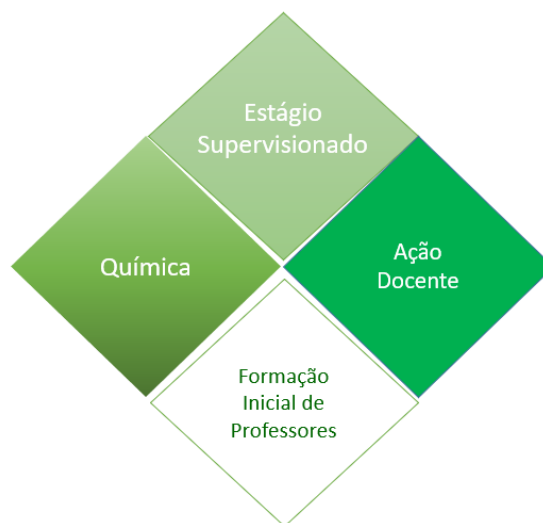 Estágio
Supervisionado
Química
Ação
Docente
Formação
Inicial de
Professores